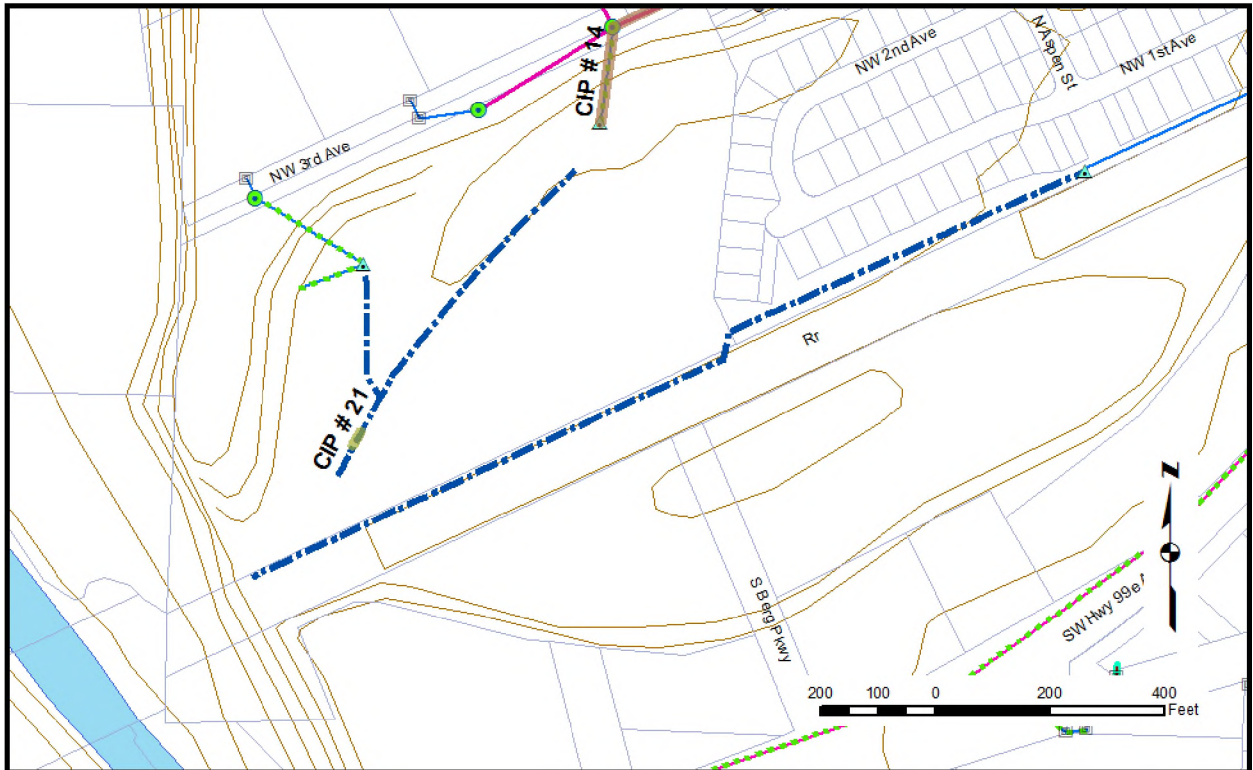 CIP # 14
N Aspen St
NW 2nd Ave
NW 1st Ave
NW 3rd Ave
Rr
CIP # 21
S Berg Pkwy
SW Hwy 99e
N
200 100 0 200 400
Feet